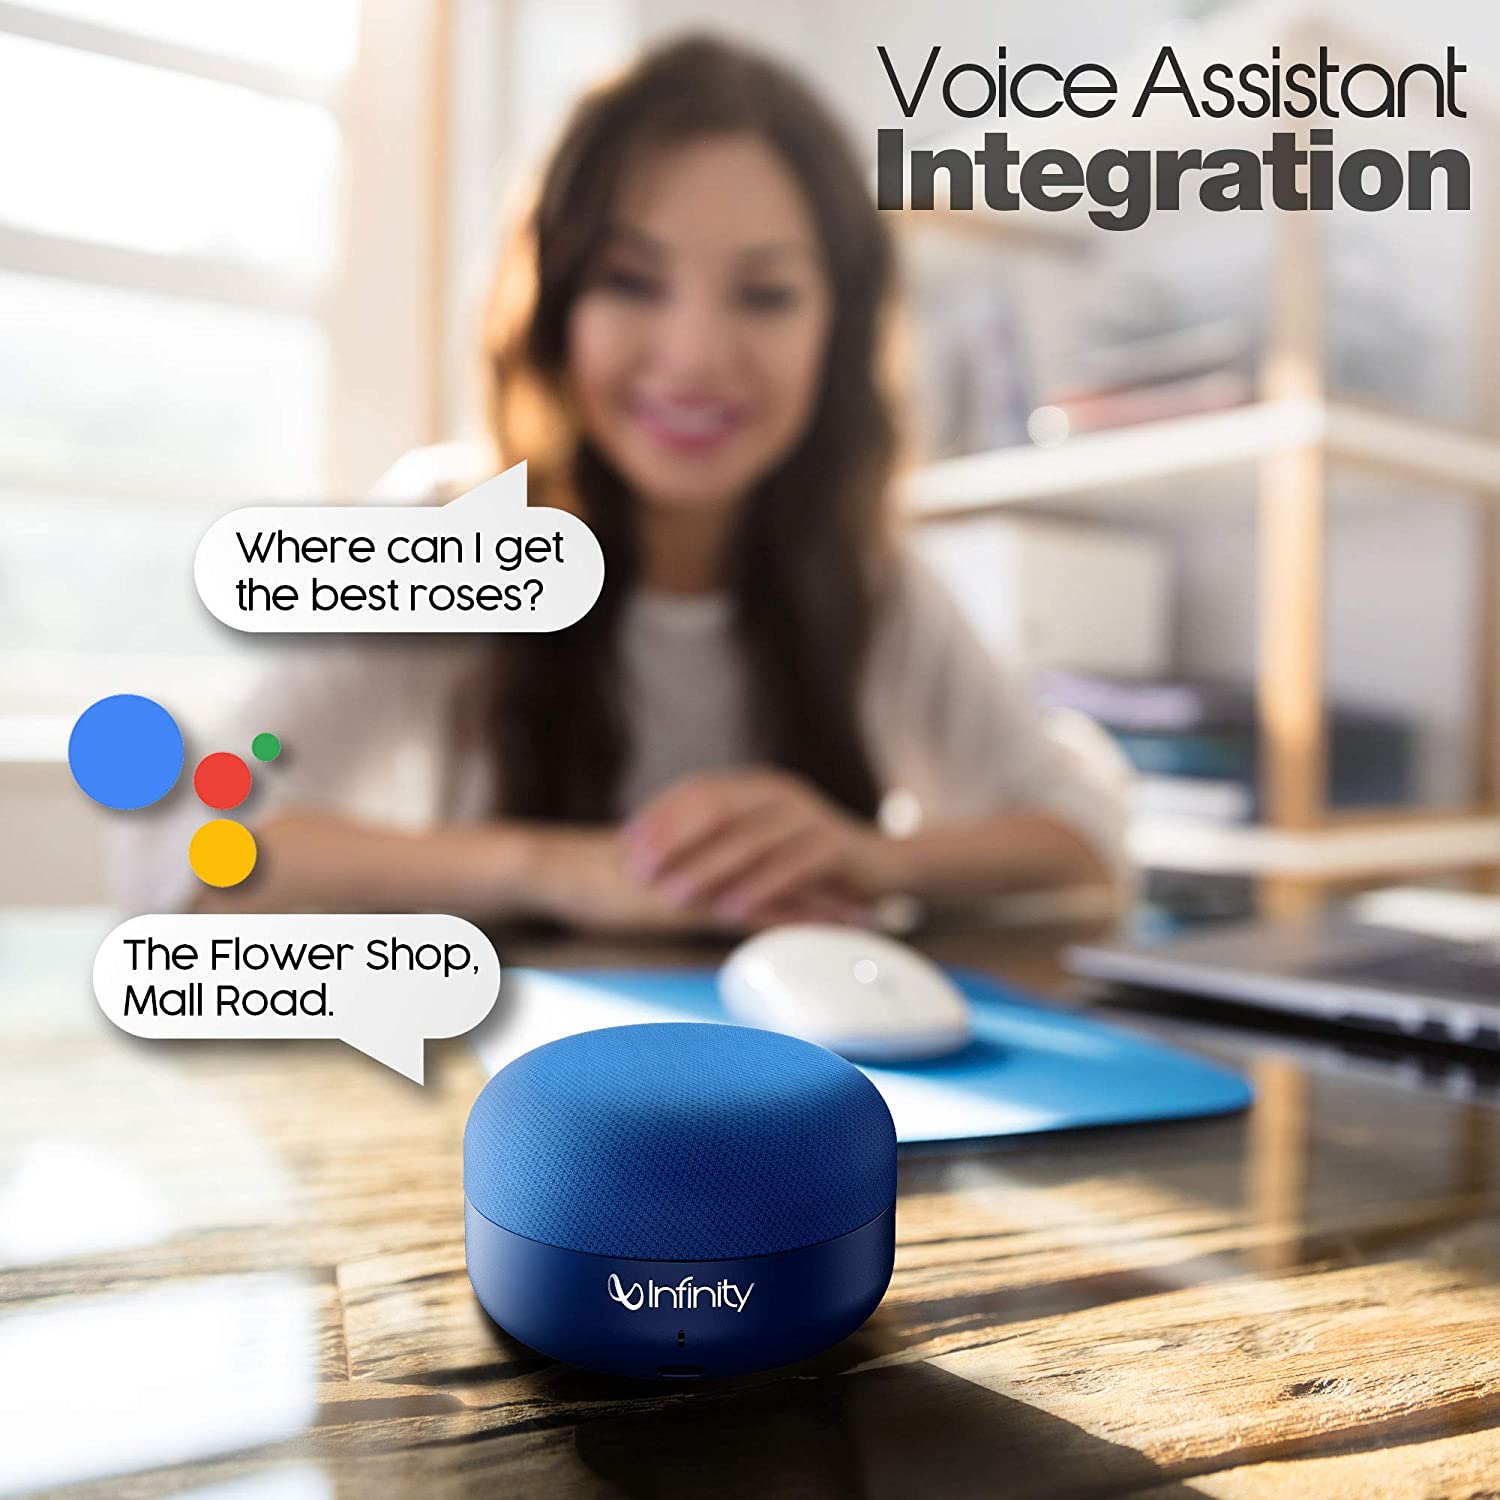 Voice Assistant
Integration
Where can I get
the best roses?
The Flower Shop,
Mall Road.
Infinity